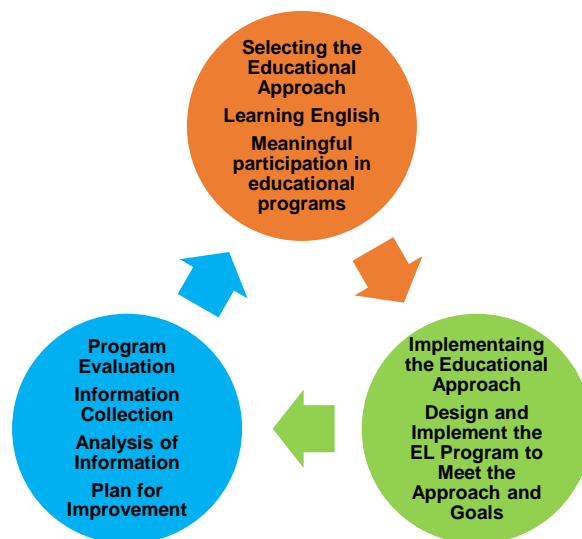 Selecting the
Educational
Approach
Learning English
Meaningful
participation in
educational
programs
Implementaing
the Educational
Approach
Design and
Implement the
EL Program to
Meet the
Approach and
Goals
Program
Evaluation
Information
Collection
Analysis of
Information
Plan for
Improvement